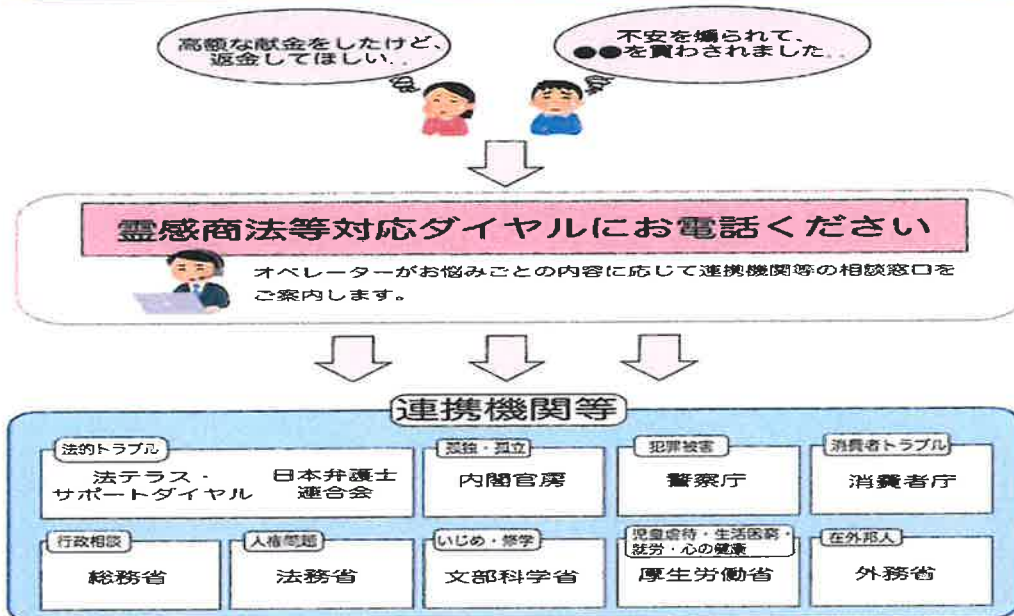 高額な献金をしたけど、
返金してほしい..
不安を煽られて、
●●を買わされました..
霊感商法等対応ダイヤルにお電話ください
オペレーターがお悩みごとの内容に応じて連携機関等の相談窓口を
ご案内します。
連携機関等
法的トラブル
法テラス・
サポートダイヤル
日本弁護士
連合会
孤独・孤立
内閣官房
犯罪被害
警察庁
消費者トラブル
消費者庁
行政相談
総務省
人権問題
法務省
いじめ・修学
文部科学省
児童虐待・生活困窮・
就労・心の健康
厚生労働省
在外邦人
外務省